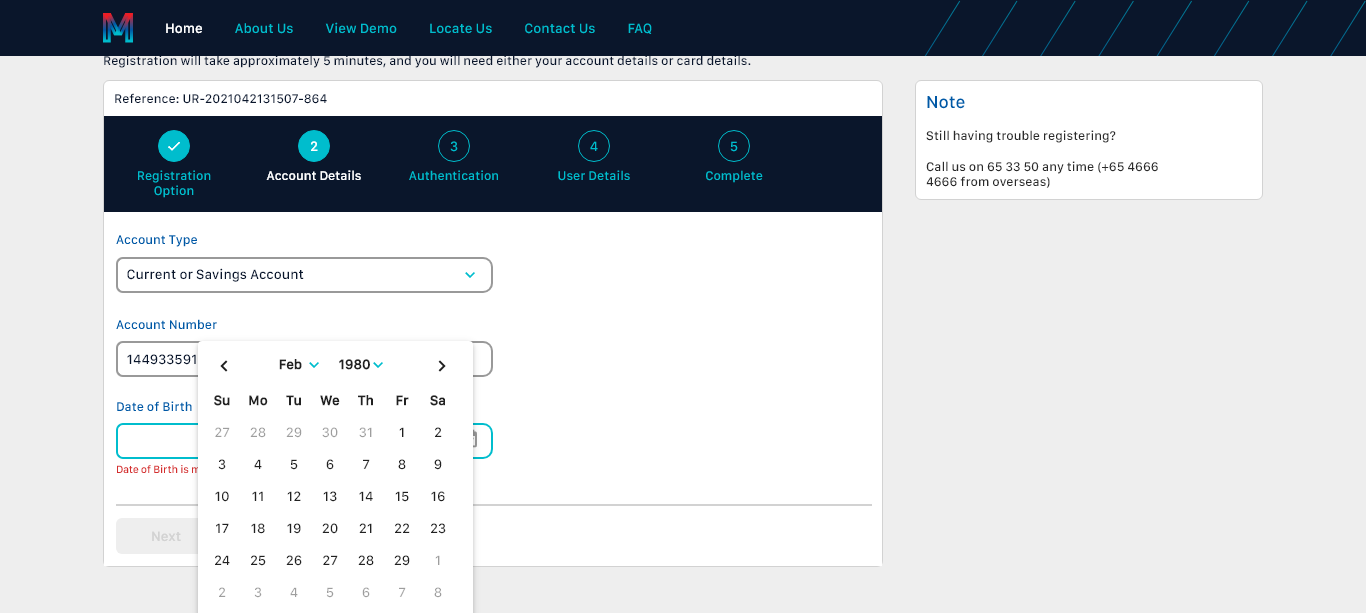 Home About Us View Demo Locate Us Contact Us FAQ
Registration will take approximately 5 minutes, and you will need either your account details or card details.
Reference: UR-2021042131507-864
2 3 4 5
Registration Option Account Details Authentication User Details Complete
Account Type
Current or Savings Account
Account Number
144933591
Date of Birth
Date of Birth is
Next
Feb 1980
Su Mo Tu We Th Fr Sa
27 28 29 30 31 1 2
3 4 5 6 7 8 9
10 11 12 13 14 15 16
17 18 19 20 21 22 23
24 25 26 27 28 29 1
2 3 4 5 6 7 8
Note
Still having trouble registering?
Call us on 65 33 50 any time (+65 4666
4666 from overseas)